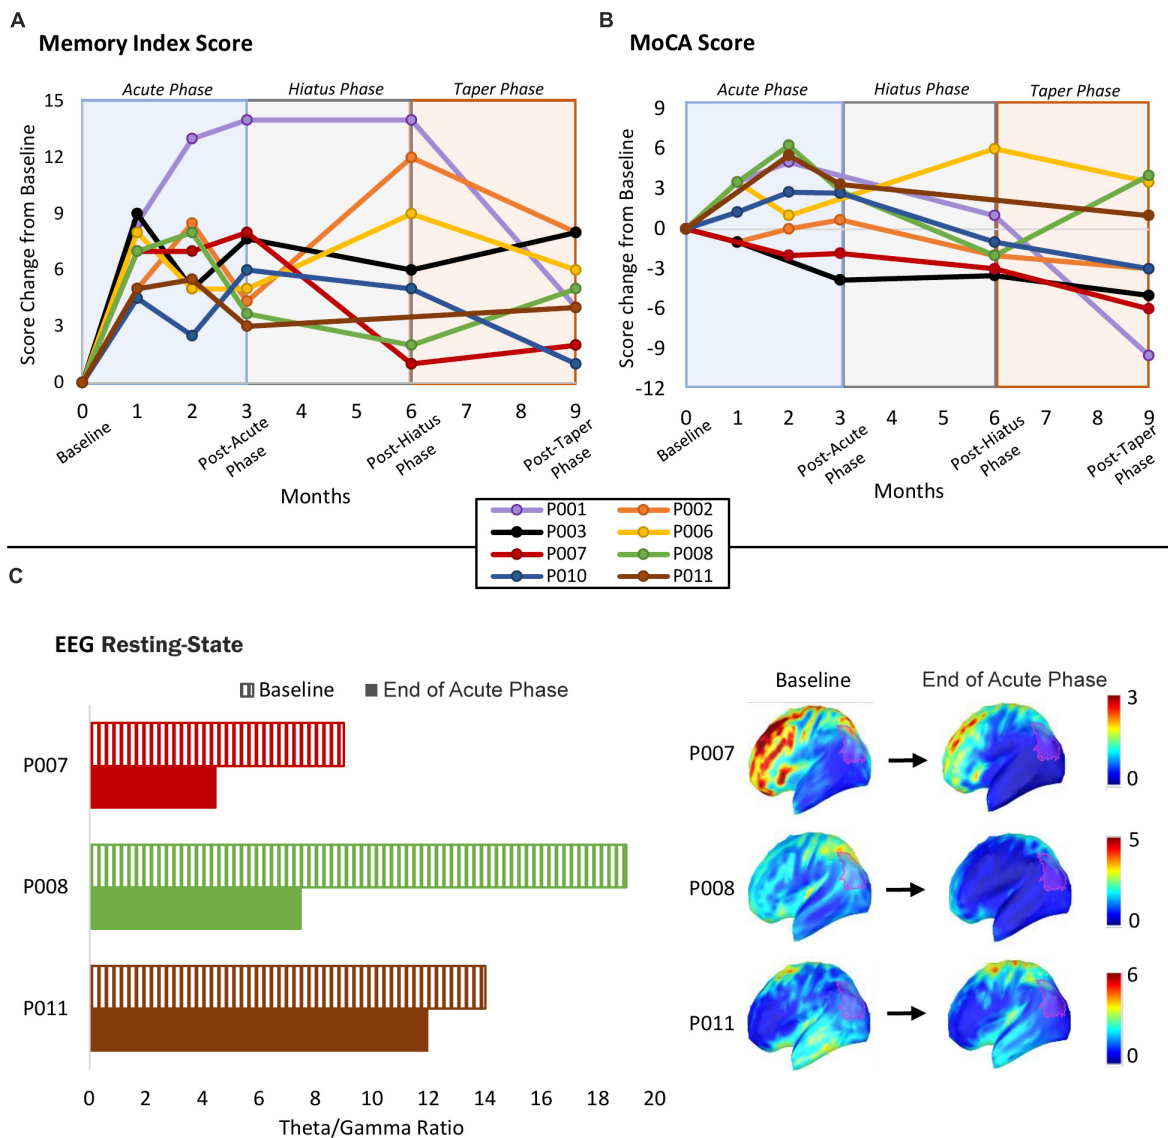 A
Memory Index Score
Acute Phase
Hiatus Phase
Taper Phase
Score Change from Baseline
15
12
9
6
3
0
0 1 2 3 4 5 6 7 8 9
Baseline
Post-Acute
Phase
Post-Hiatus
Phase
Post-Taper
Phase
Months
B
MoCA Score
Acute Phase
Hiatus Phase
Taper Phase
Score change from Baseline
9
6
3
0
-3
-6
-9
-12
0 1 2 3 4 5 6 7 8 9
Baseline
Post-Acute
Phase
Post-Hiatus
Phase
Post-Taper
Phase
Months
P001 P002
P003 P006
P007 P008
P010 P011
C
EEG Resting-State
Baseline End of Acute Phase
P007
P008
P011
0 2 4 6 8 10 12 14 16 18 20
Theta/Gamma Ratio
Baseline End of Acute Phase
P007
3
0
P008
5
0
P011
6
0